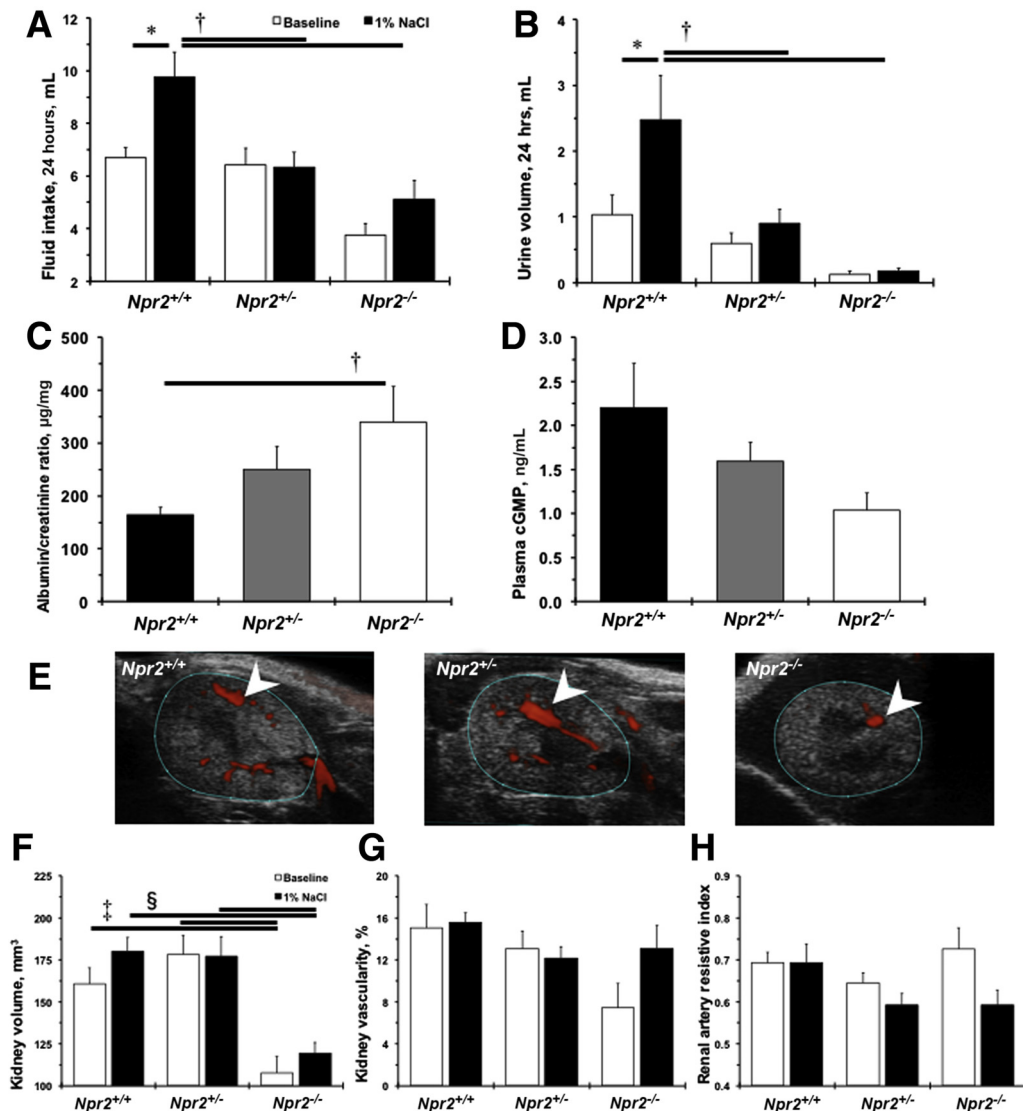 A
Baseline
1% NaCl
*
†
Fluid intake, 24 hours, mL
12
10
8
6
4
2
Npr2+/+
Npr2+/-
Npr2-/-
B
*
†
Urine volume, 24 hrs, mL
4
3
2
1
0
Npr2+/+
Npr2+/-
Npr2-/-
C
†
Albumin/creatinine ratio, µg/mg
500
400
300
200
100
0
Npr2+/+
Npr2+/-
Npr2-/-
D
Plasma cGMP, ng/mL
3.0
2.5
2.0
1.5
1.0
0.5
0.0
Npr2+/+
Npr2+/-
Npr2-/-
E
Npr2+/+
Npr2+/-
Npr2-/-
F
Baseline
1% NaCl
‡
§
Kidney volume, mm³
225
200
175
150
125
100
Npr2+/+
Npr2+/-
Npr2-/-
G
Kidney vascularity, %
20
16
12
8
4
0
Npr2+/+
Npr2+/-
Npr2-/-
H
Renal artery resistive index
0.9
0.8
0.7
0.6
0.5
0.4
Npr2+/+
Npr2+/-
Npr2-/-